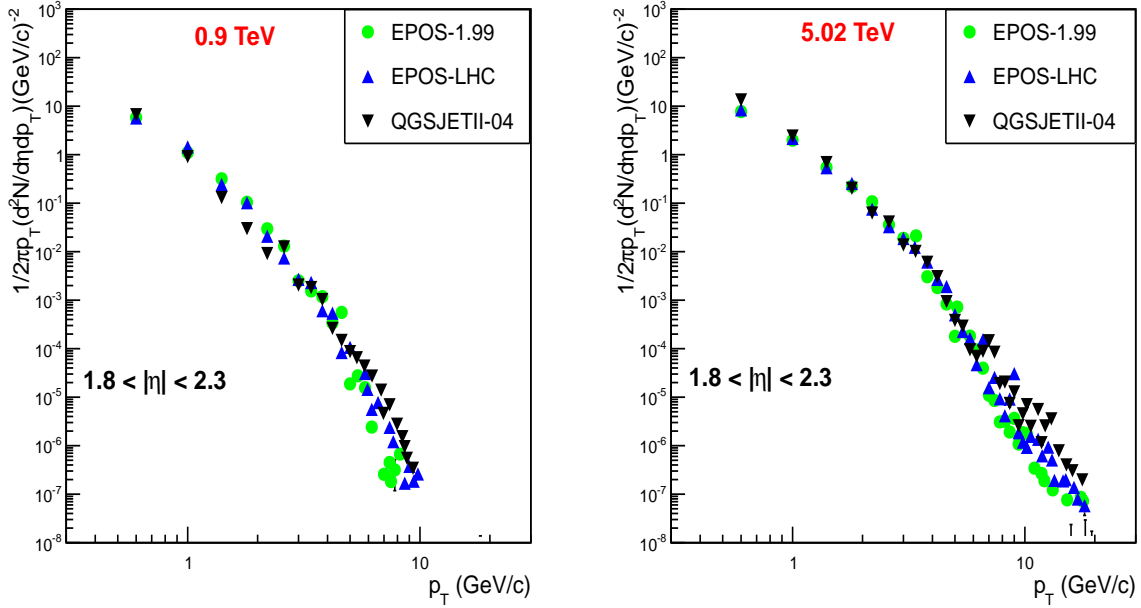 0.9 TeV
EPOS-1.99
EPOS-LHC
QGSJETII-04
1.8 < |η| < 2.3
1/2πp_T(d²N/dηdp_T)(GeV/c)⁻²
10³
10²
10
1
10⁻¹
10⁻²
10⁻³
10⁻⁴
10⁻⁵
10⁻⁶
10⁻⁷
10⁻⁸
1
10
p_T (GeV/c)
5.02 TeV
EPOS-1.99
EPOS-LHC
QGSJETII-04
1.8 < |η| < 2.3
1/2πp_T(d²N/dηdp_T)(GeV/c)⁻²
10³
10²
10
1
10⁻¹
10⁻²
10⁻³
10⁻⁴
10⁻⁵
10⁻⁶
10⁻⁷
10⁻⁸
1
10
p_T (GeV/c)